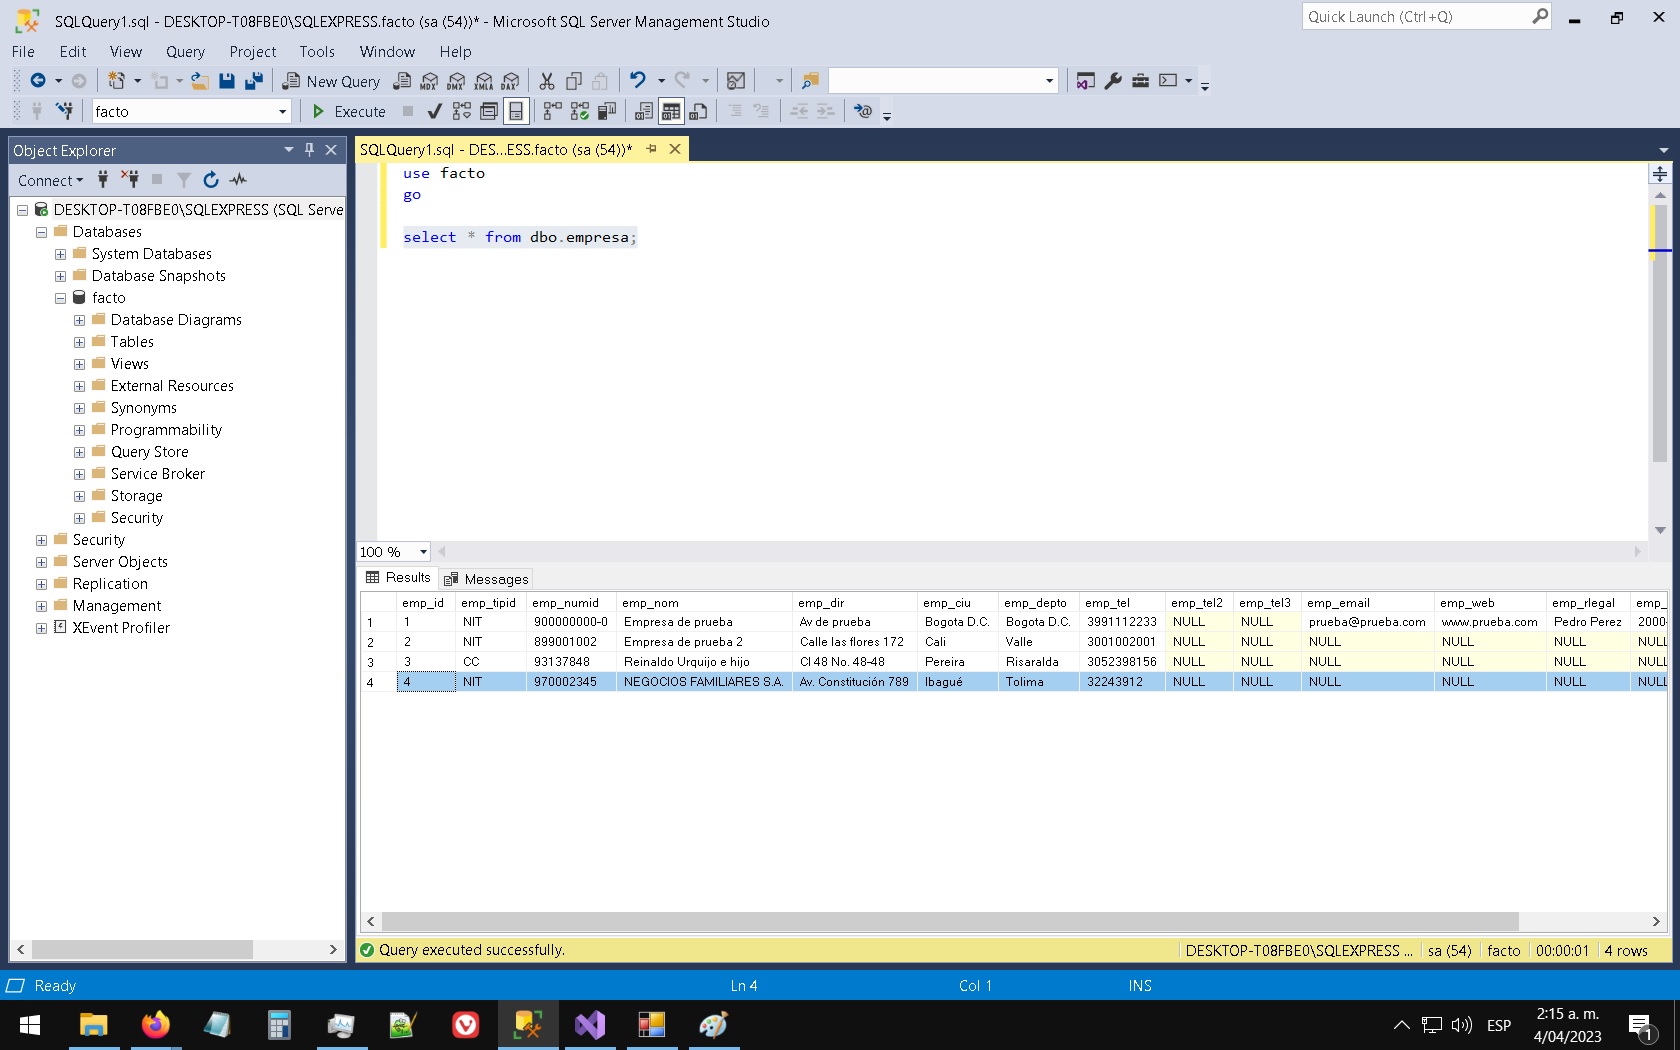 SQLQuery1.sql - DESKTOP-T08FBE0\SQLEXPRESS.facto (sa (54))* - Microsoft SQL Server Management Studio
Quick Launch (Ctrl+Q)
File Edit View Query Project Tools Window Help
New Query MDX DMX XMLA DAX
facto Execute
Object Explorer
Connect
DESKTOP-T08FBE0\SQLEXPRESS (SQL Serve
Databases
System Databases
Database Snapshots
facto
Database Diagrams
Tables
Views
External Resources
Synonyms
Programmability
Query Store
Service Broker
Storage
Security
Security
Server Objects
Replication
Management
XEvent Profiler
SQLQuery1.sql - DES...ESS.facto (sa (54))*
use facto
go
select * from dbo.empresa;
100 %
Results Messages
emp_id emp_tipid emp_numid emp_nom emp_dir emp_ciu emp_depto emp_tel emp_tel2 emp_tel3 emp_email emp_web emp_rlegal emp_
1 1 NIT 900000000-0 Empresa de prueba Av de prueba Bogota D.C. Bogota D.C. 3991112233 NULL NULL prueba@prueba.com www.prueba.com Pedro Perez 2000-
2 2 NIT 899001002 Empresa de prueba 2 Calle las flores 172 Cali Valle 3001002001 NULL NULL NULL NULL NULL NULL
3 3 CC 93137848 Reinaldo Urquijo e hijo Cl 48 No. 48-48 Pereira Risaralda 3052398156 NULL NULL NULL NULL NULL NULL
4 4 NIT 970002345 NEGOCIOS FAMILIARES S.A. Av. Constitución 789 Ibagué Tolima 32243912 NULL NULL NULL NULL NULL NULL
Query executed successfully. DESKTOP-T08FBE0\SQLEXPRESS ... sa (54) facto 00:00:01 4 rows
Ready Ln 4 Col 1 INS
ESP 2:15 a. m. 1
4/04/2023